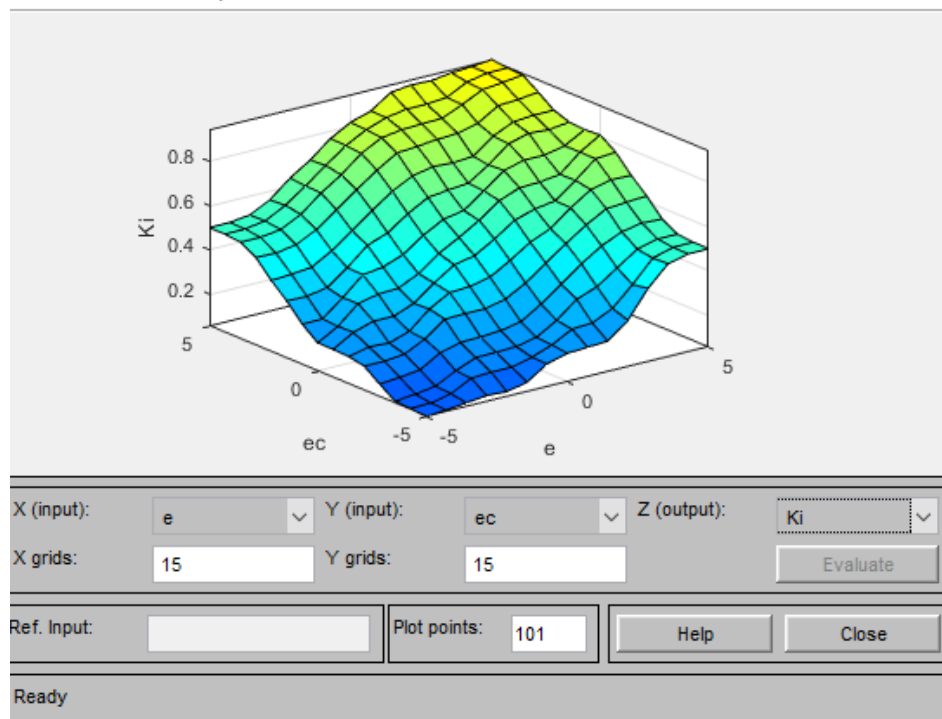 0.8
0.6
0.4
0.2
Ki
5
0
-5
ec
-5
0
5
e
X (input): e Y (input): ec Z (output): Ki
X grids: 15 Y grids: 15 Evaluate
Ref. Input: Plot points: 101 Help Close
Ready